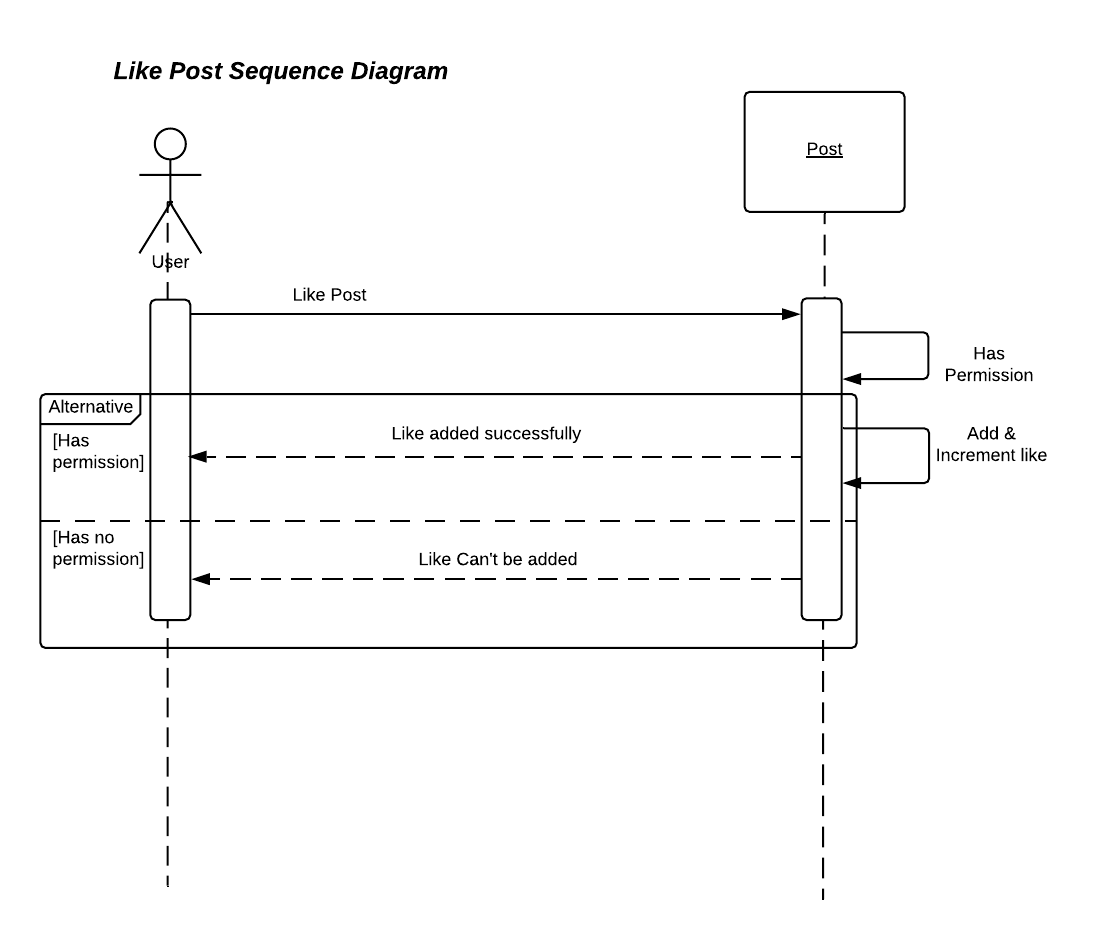 Like Post Sequence Diagram
Post
User
Like Post
Has
Permission
Alternative
[Has
permission]
Like added successfully
Add &
Increment like
[Has no
permission]
Like Can't be added